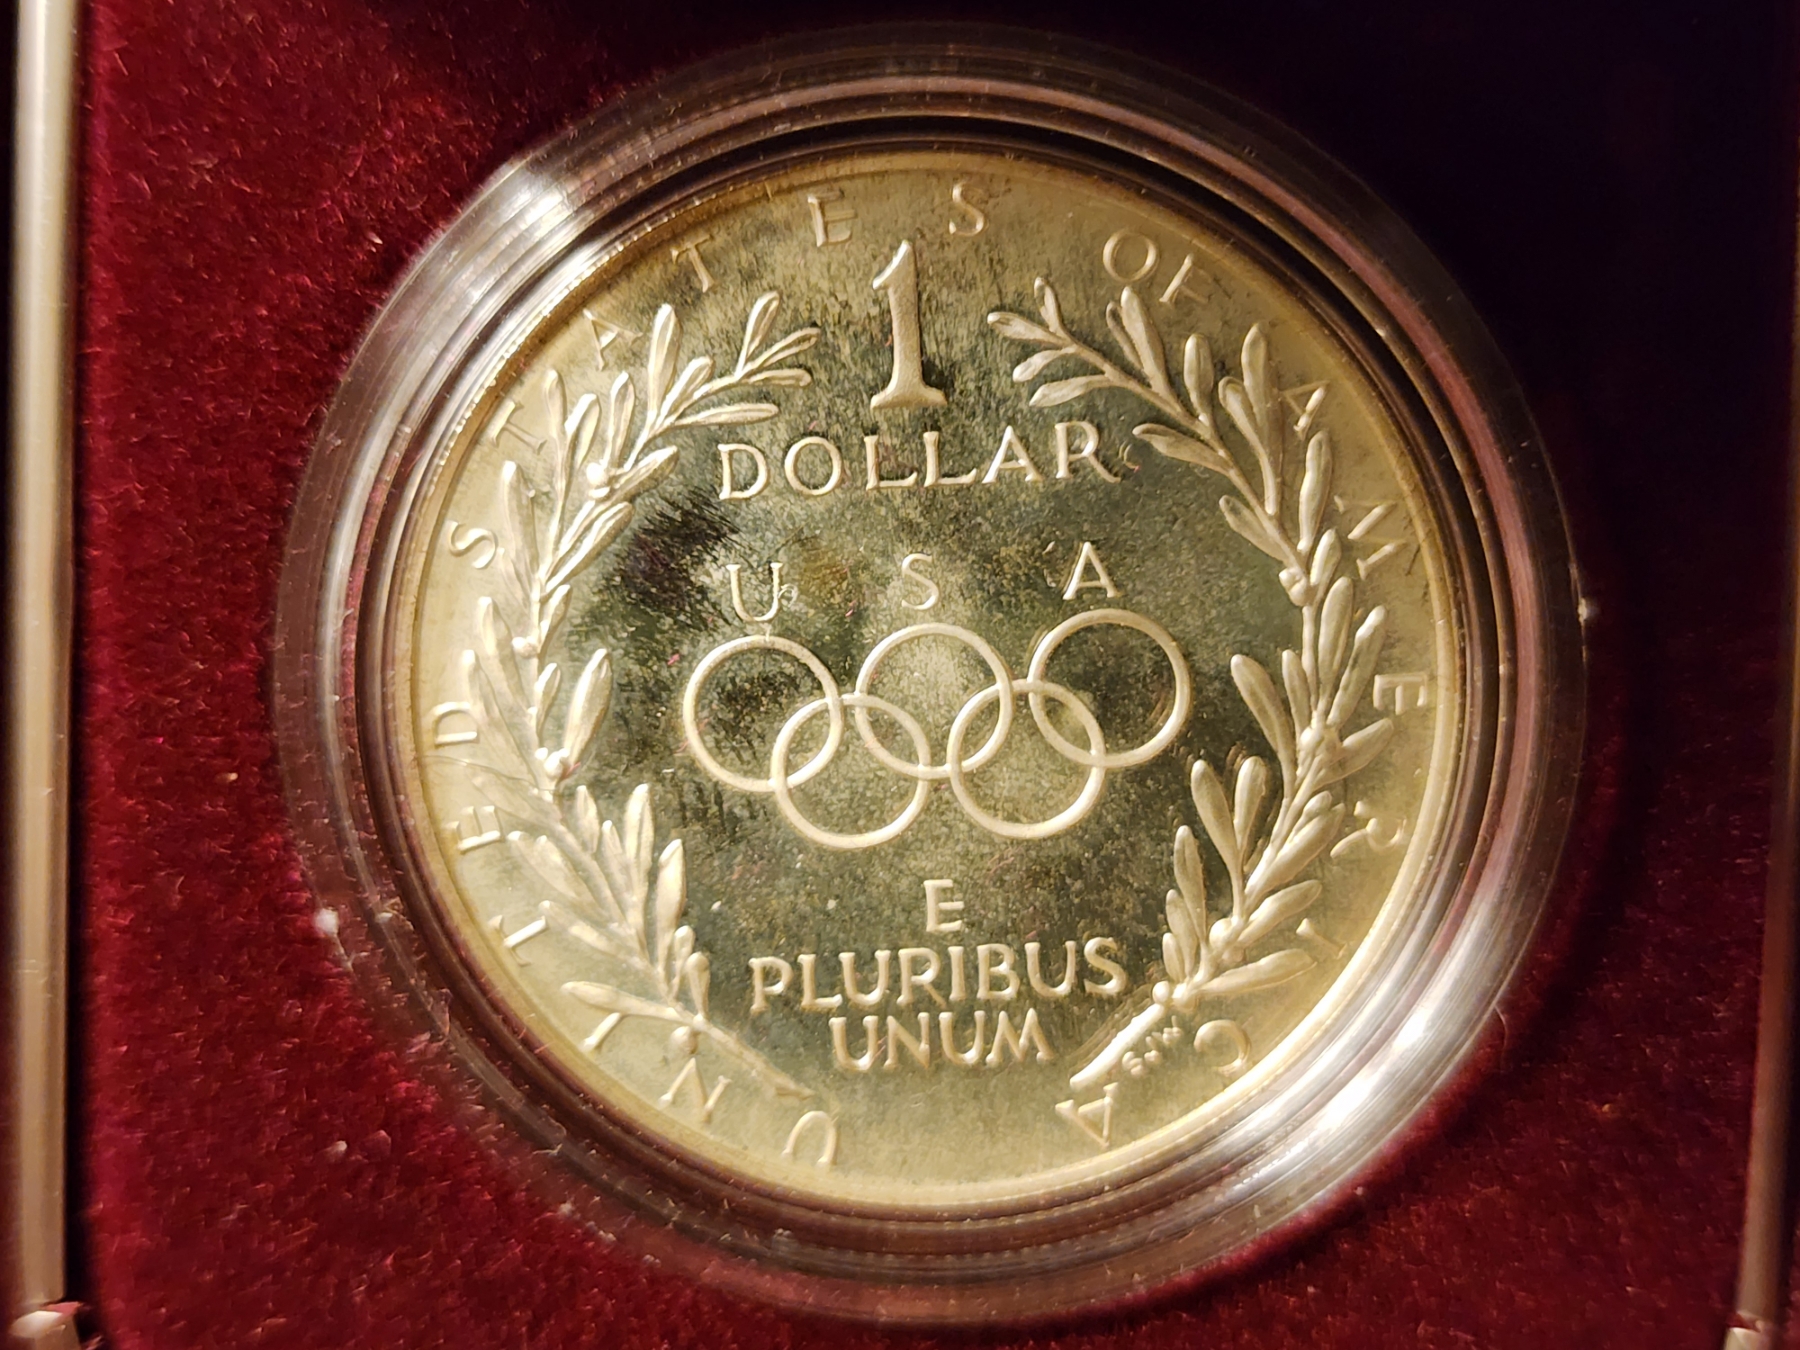 UNITED STATES OF AMERICA
1
DOLLAR
USA
E
PLURIBUS
UNUM